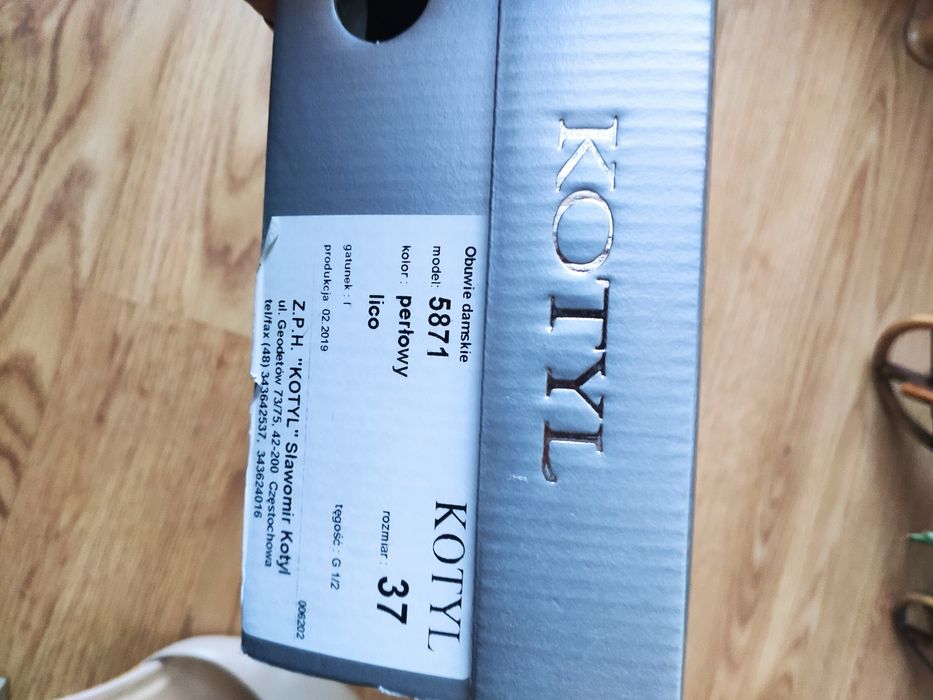 KOTYL
Obuwie damskie
KOTYL
model: 5871
kolor: perłowy
rozmiar: 37
lico
gatunek : I
tęgość : G 1/2
produkcja 02.2019
006202
Z.P.H. "KOTYL" Sławomir Kotyl
ul. Geodetów 73/75, 42-200 Częstochowa
tel/fax (48) 343642537, 343624016